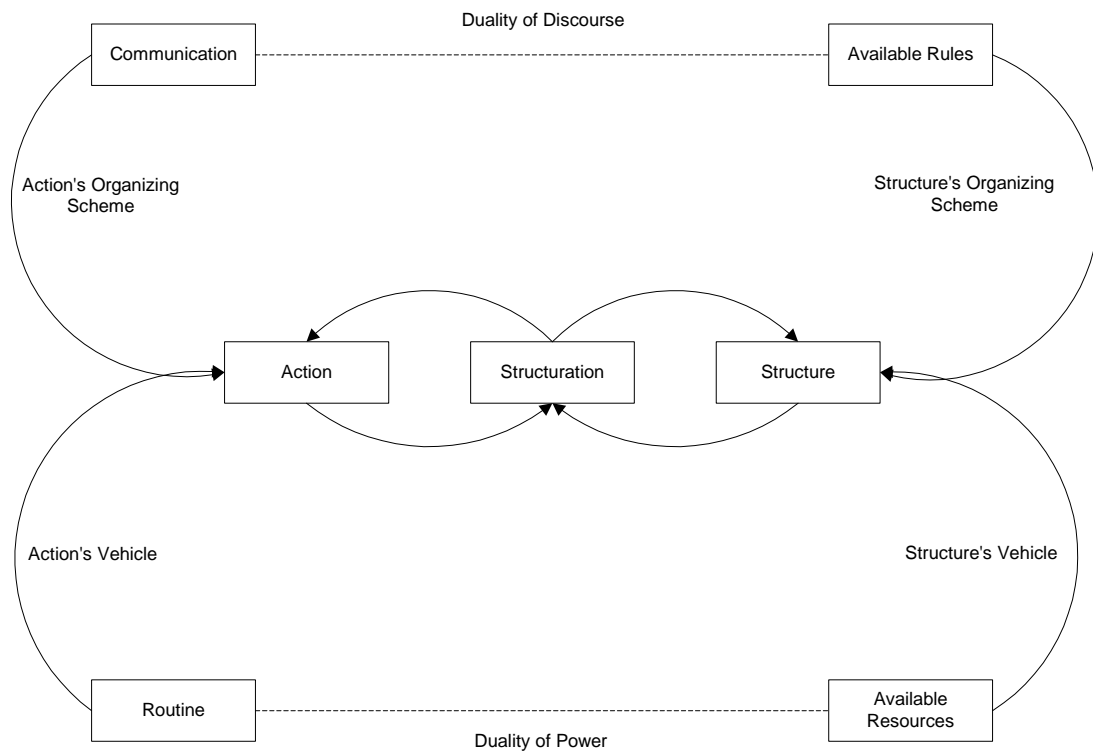 Duality of Discourse
Communication
Available Rules
Action's Organizing
Scheme
Structure's Organizing
Scheme
Action
Structuration
Structure
Action's Vehicle
Structure's Vehicle
Routine
Available
Resources
Duality of Power